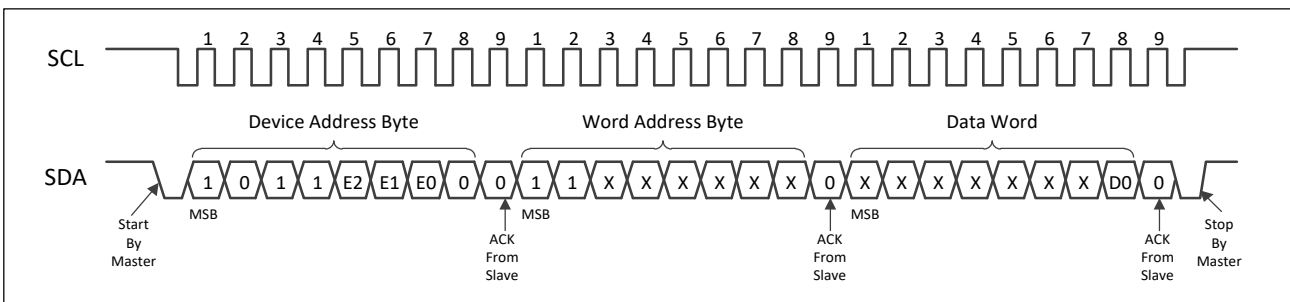 1 2 3 4 5 6 7 8 9 1 2 3 4 5 6 7 8 9 1 2 3 4 5 6 7 8 9
SCL
Device Address Byte Word Address Byte Data Word
SDA 1 0 1 1 E2 E1 E0 0 0 1 1 X X X X X X 0 X X X X X X X D0 0
MSB MSB MSB
Start
By
Master
ACK
From
Slave
ACK
From
Slave
ACK
From
Slave
Stop
By
Master